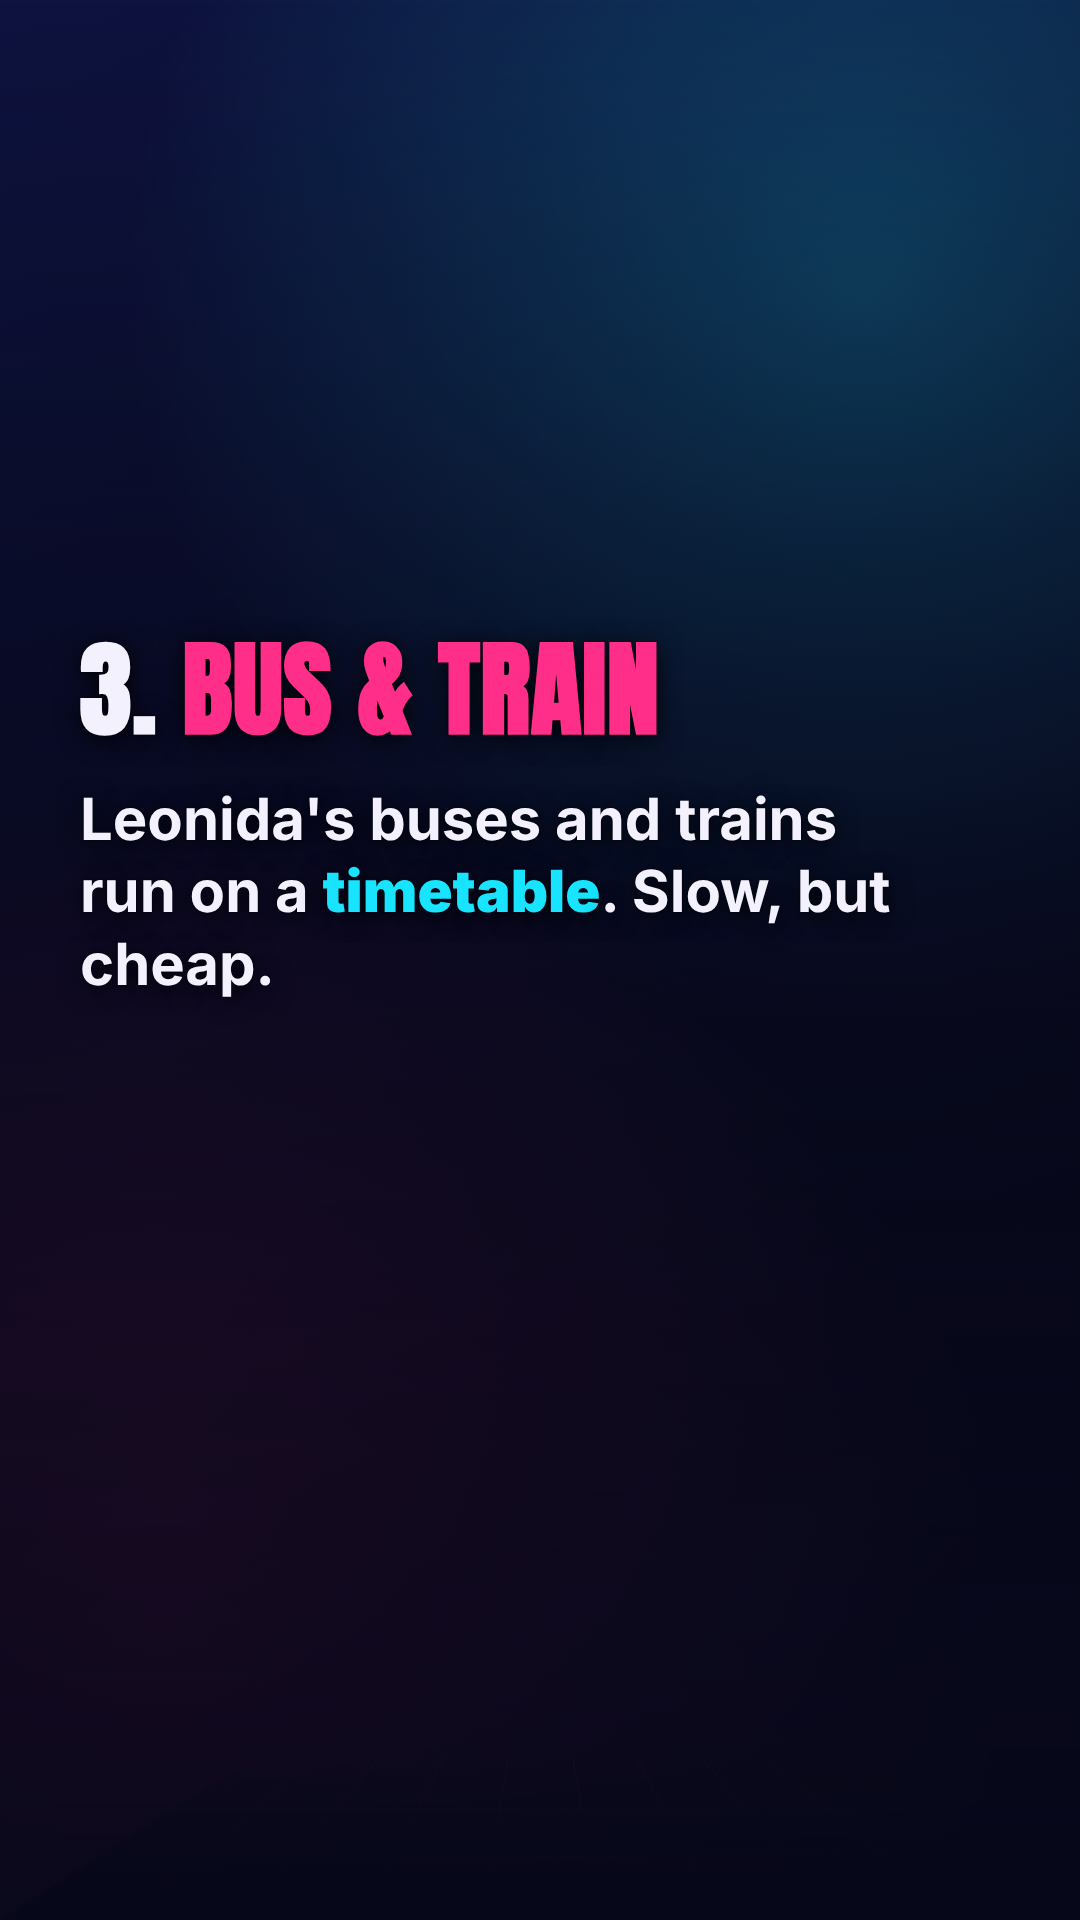 3. BUS & TRAIN
Leonida's buses and trains
run on a timetable. Slow, but
cheap.